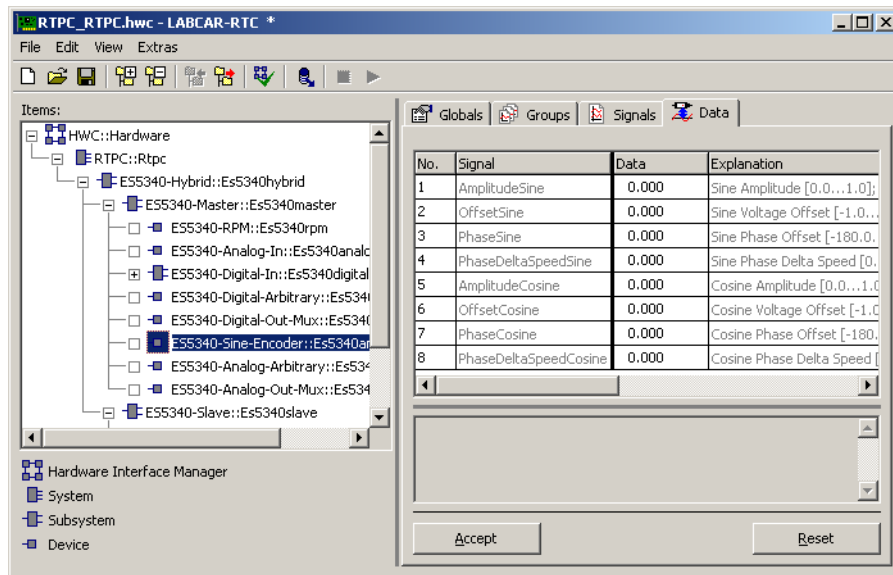 RTPC_RTPC.hwc - LABCAR-RTC *
File Edit View Extras
Items:
HWC::Hardware
RTPC::Rtpc
ES5340-Hybrid::Es5340hybrid
ES5340-Master::Es5340master
ES5340-RPM::Es5340rpm
ES5340-Analog-In::Es5340analo
ES5340-Digital-In::Es5340digital
ES5340-Digital-Arbitrary::Es534
ES5340-Digital-Out-Mux::Es534
ES5340-Sine-Encoder::Es5340ar
ES5340-Analog-Arbitrary::Es534
ES5340-Analog-Out-Mux::Es534
ES5340-Slave::Es5340slave
Hardware Interface Manager
System
Subsystem
Device
Globals Groups Signals Data
No. Signal Data Explanation
1 AmplitudeSine 0.000 Sine Amplitude [0.0...1.0];
2 OffsetSine 0.000 Sine Voltage Offset [-1.0...
3 PhaseSine 0.000 Sine Phase Offset [-180.0.
4 PhaseDeltaSpeedSine 0.000 Sine Phase Delta Speed [0.
5 AmplitudeCosine 0.000 Cosine Amplitude [0.0...1.0
6 OffsetCosine 0.000 Cosine Voltage Offset [-1.0
7 PhaseCosine 0.000 Cosine Phase Offset [-180.
8 PhaseDeltaSpeedCosine 0.000 Cosine Phase Delta Speed [
Accept Reset